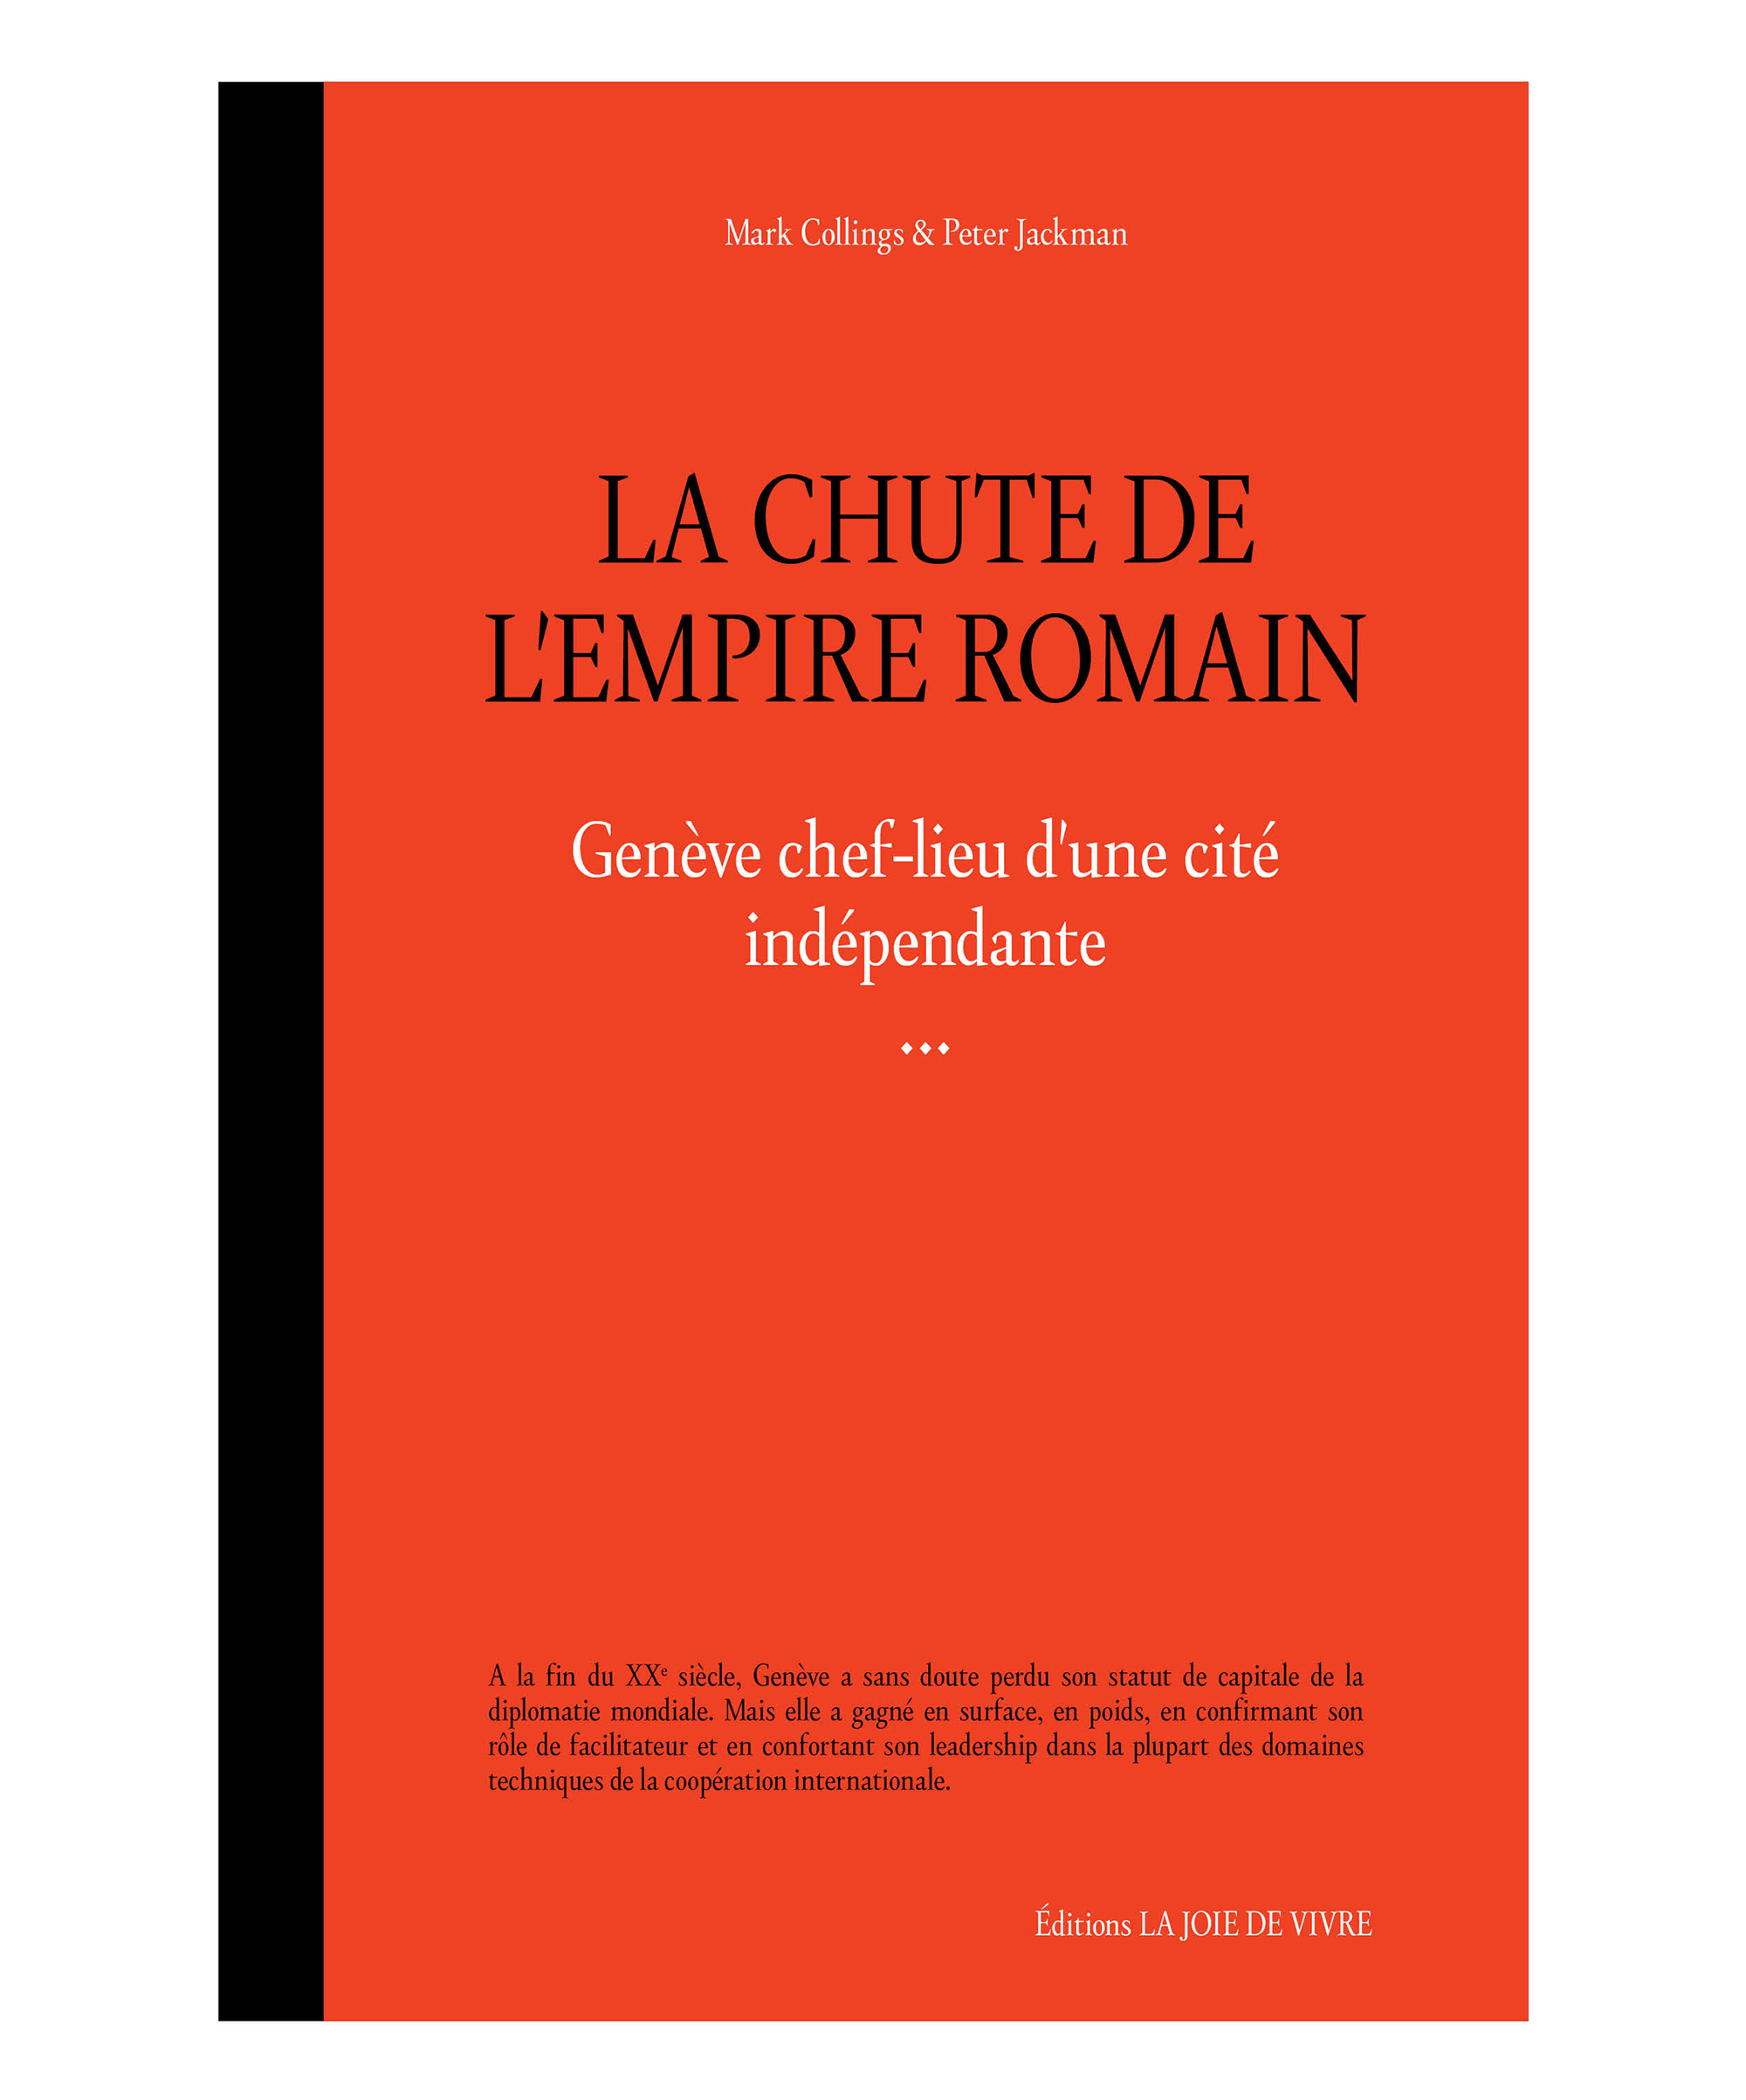 Mark Collings & Peter Jackman
LA CHUTE DE
L'EMPIRE ROMAIN
Genève chef-lieu d'une cité
indépendante
A la fin du XXᵉ siècle, Genève a sans doute perdu son statut de capitale de la
diplomatie mondiale. Mais elle a gagné en surface, en poids, en confirmant son
rôle de facilitateur et en confortant son leadership dans la plupart des domaines
techniques de la coopération internationale.
Éditions LA JOIE DE VIVRE